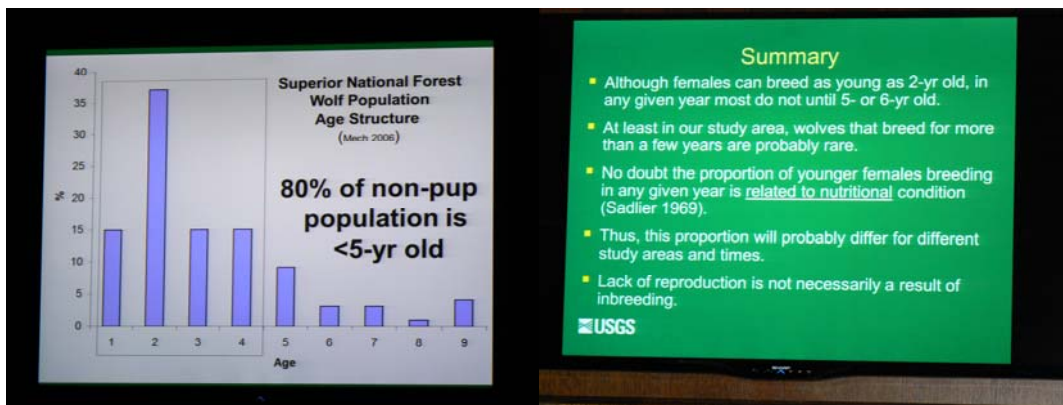 Superior National Forest
Wolf Population
Age Structure
(Mech 2006)
80% of non-pup
population is
<5-yr old
40
35
30
25
20
15
10
5
0
%
1 2 3 4 5 6 7 8 9
Age
Summary
Although females can breed as young as 2-yr old, in
any given year most do not until 5- or 6-yr old.
At least in our study area, wolves that breed for more
than a few years are probably rare.
No doubt the proportion of younger females breeding
in any given year is related to nutritional condition
(Sadlier 1969).
Thus, this proportion will probably differ for different
study areas and times.
Lack of reproduction is not necessarily a result of
inbreeding.
USGS